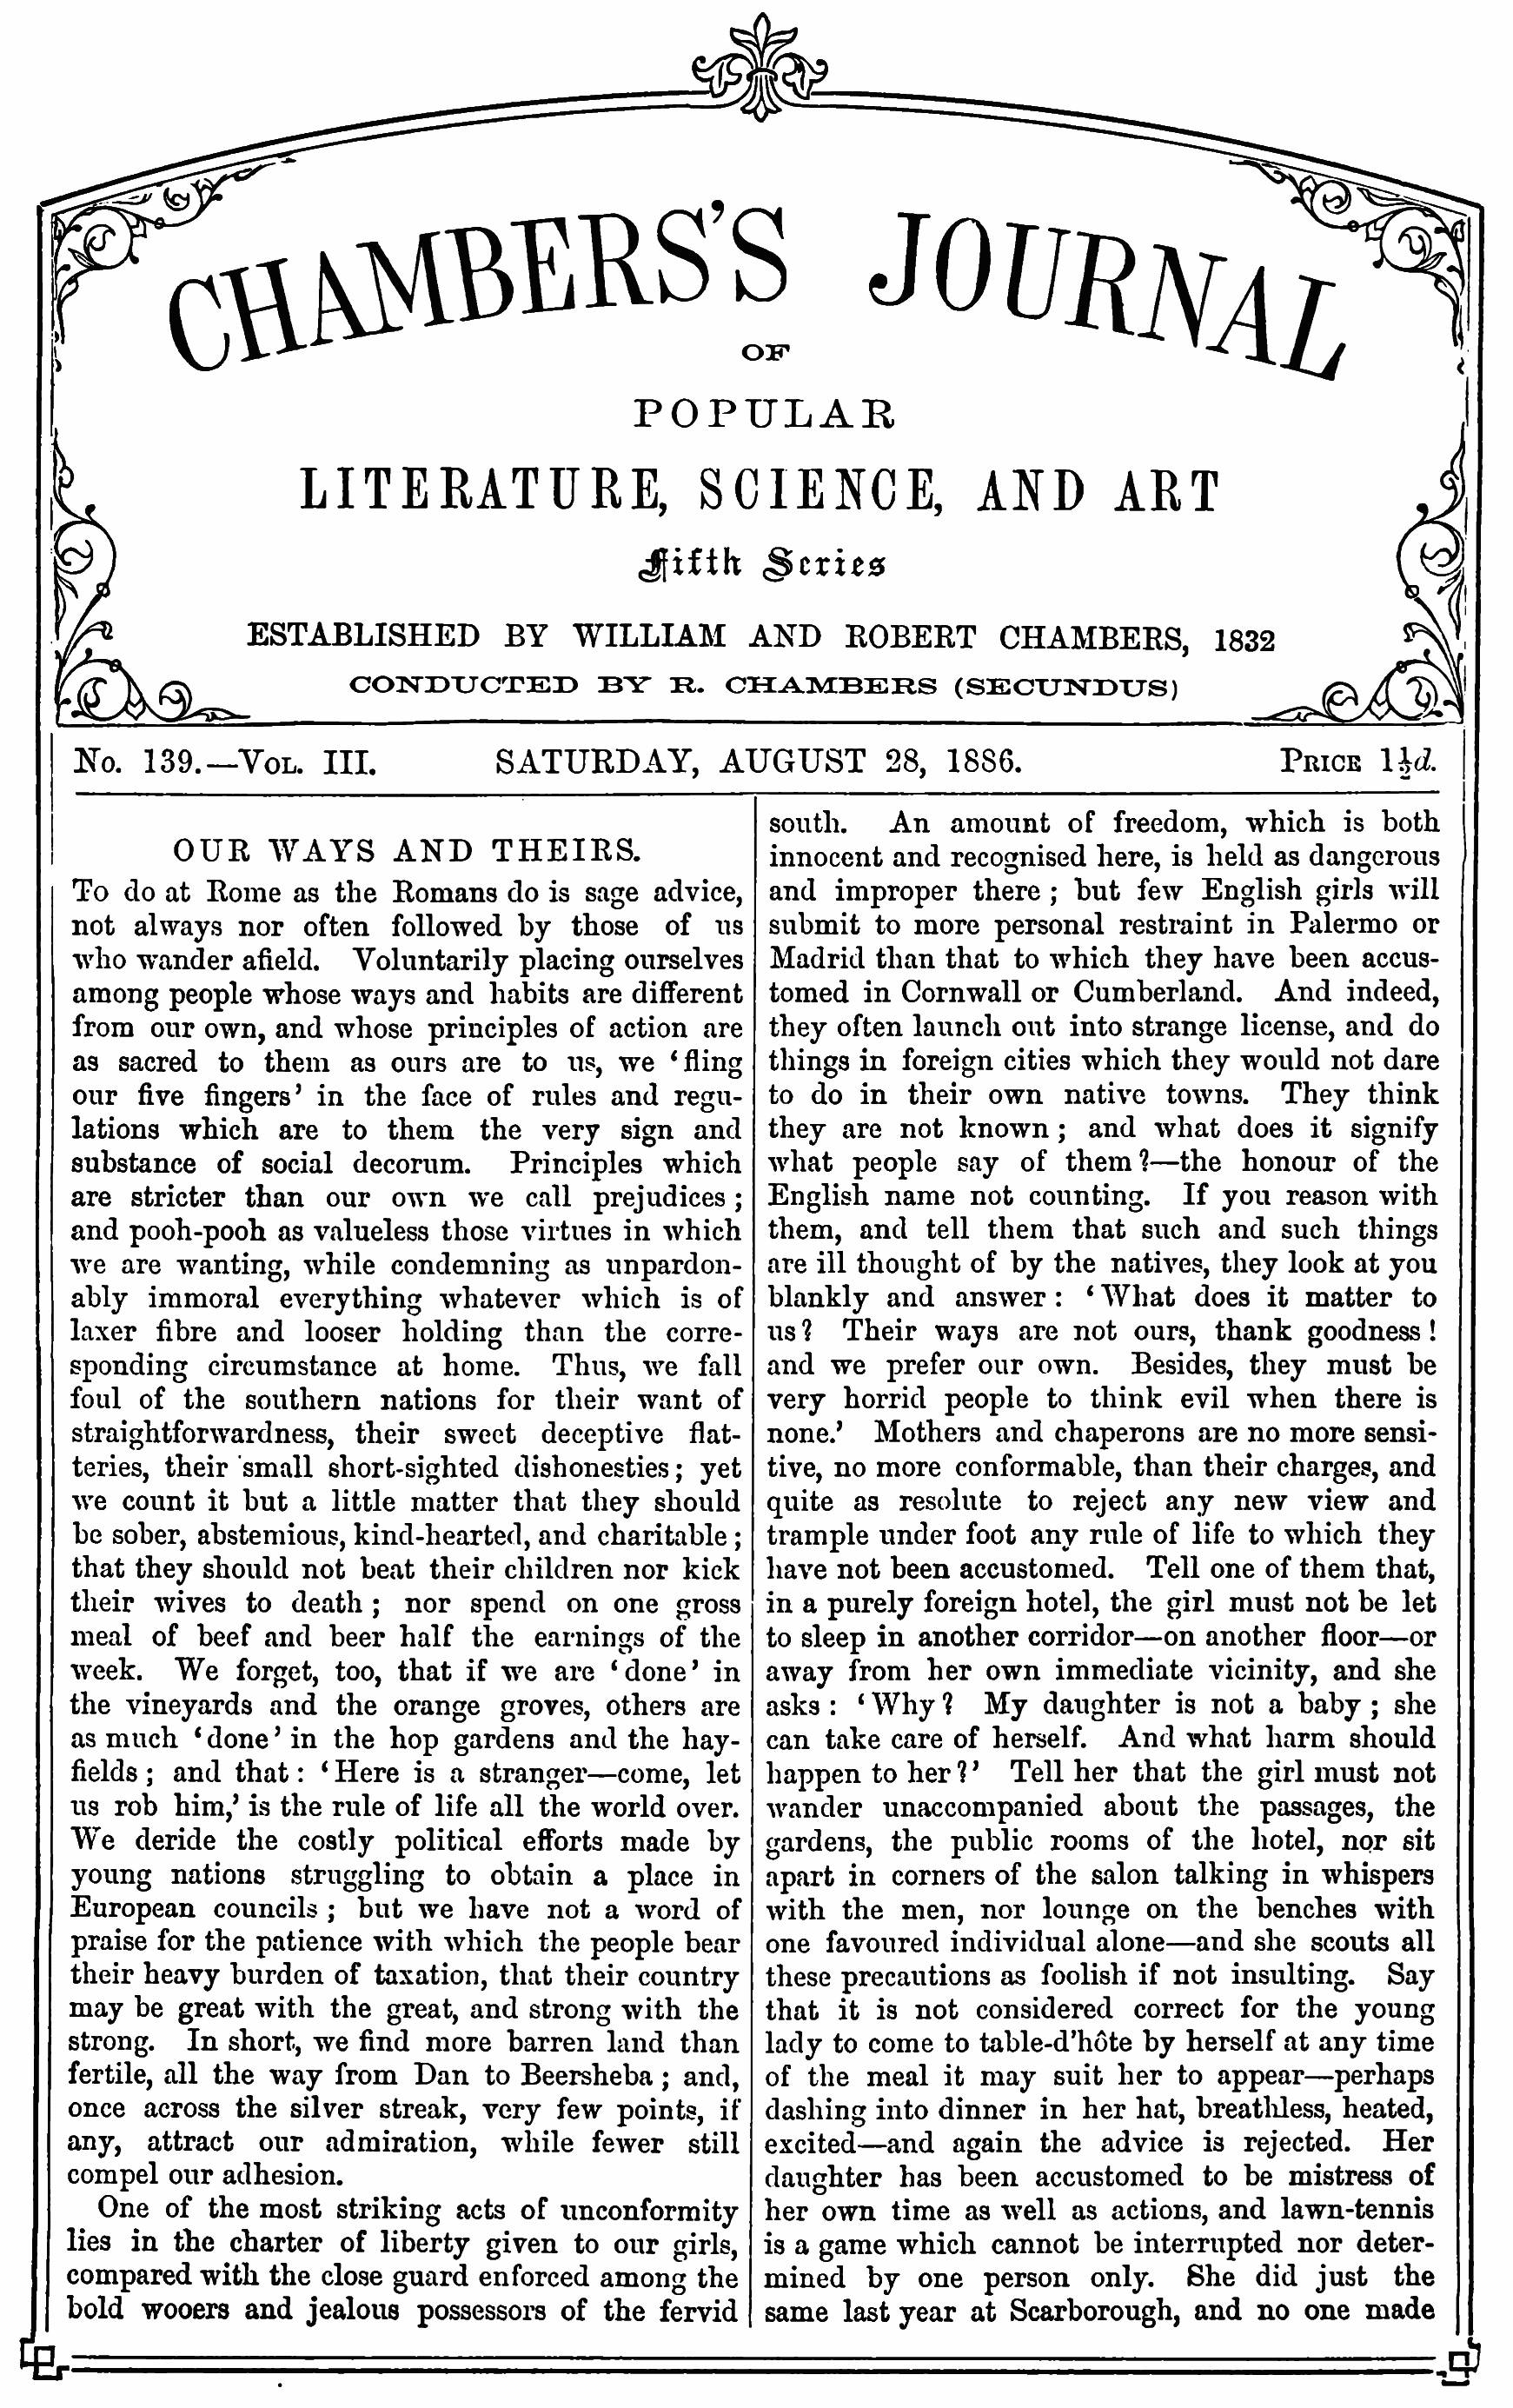 CHAMBERS'S JOURNAL
OF
POPULAR
LITERATURE, SCIENCE, AND ART
Fifth Series
ESTABLISHED BY WILLIAM AND ROBERT CHAMBERS, 1832
CONDUCTED BY R. CHAMBERS (SECUNDUS)
No. 139.—Vol. III. SATURDAY, AUGUST 28, 1886. Price 1½d.
OUR WAYS AND THEIRS.
To do at Rome as the Romans do is sage advice,
not always nor often followed by those of us
who wander afield. Voluntarily placing ourselves
among people whose ways and habits are different
from our own, and whose principles of action are
as sacred to them as ours are to us, we ‘fling
our five fingers’ in the face of rules and regu-
lations which are to them the very sign and
substance of social decorum. Principles which
are stricter than our own we call prejudices;
and pooh-pooh as valueless those virtues in which
we are wanting, while condemning as unpardon-
ably immoral everything whatever which is of
laxer fibre and looser holding than the corre-
sponding circumstance at home. Thus, we fall
foul of the southern nations for their want of
straightforwardness, their sweet deceptive flat-
teries, their small short-sighted dishonesties; yet
we count it but a little matter that they should
be sober, abstemious, kind-hearted, and charitable;
that they should not beat their children nor kick
their wives to death; nor spend on one gross
meal of beef and beer half the earnings of the
week. We forget, too, that if we are ‘done’ in
the vineyards and the orange groves, others are
as much ‘done’ in the hop gardens and the hay-
fields; and that: ‘Here is a stranger—come, let
us rob him,’ is the rule of life all the world over.
We deride the costly political efforts made by
young nations struggling to obtain a place in
European councils; but we have not a word of
praise for the patience with which the people bear
their heavy burden of taxation, that their country
may be great with the great, and strong with the
strong. In short, we find more barren land than
fertile, all the way from Dan to Beersheba; and,
once across the silver streak, very few points, if
any, attract our admiration, while fewer still
compel our adhesion.
One of the most striking acts of unconformity
lies in the charter of liberty given to our girls,
compared with the close guard enforced among the
bold wooers and jealous possessors of the fervid
south. An amount of freedom, which is both
innocent and recognised here, is held as dangerous
and improper there; but few English girls will
submit to more personal restraint in Palermo or
Madrid than that to which they have been accus-
tomed in Cornwall or Cumberland. And indeed,
they often launch out into strange license, and do
things in foreign cities which they would not dare
to do in their own native towns. They think
they are not known; and what does it signify
what people say of them?—the honour of the
English name not counting. If you reason with
them, and tell them that such and such things
are ill thought of by the natives, they look at you
blankly and answer: ‘What does it matter to
us? Their ways are not ours, thank goodness!
and we prefer our own. Besides, they must be
very horrid people to think evil when there is
none.’ Mothers and chaperons are no more sensi-
tive, no more conformable, than their charges, and
quite as resolute to reject any new view and
trample under foot any rule of life to which they
have not been accustomed. Tell one of them that,
in a purely foreign hotel, the girl must not be let
to sleep in another corridor—on another floor—or
away from her own immediate vicinity, and she
asks: ‘Why? My daughter is not a baby; she
can take care of herself. And what harm should
happen to her?’ Tell her that the girl must not
wander unaccompanied about the passages, the
gardens, the public rooms of the hotel, nor sit
apart in corners of the salon talking in whispers
with the men, nor lounge on the benches with
one favoured individual alone—and she scouts all
these precautions as foolish if not insulting. Say
that it is not considered correct for the young
lady to come to table-d’hôte by herself at any time
of the meal it may suit her to appear—perhaps
dashing into dinner in her hat, breathless, heated,
excited—and again the advice is rejected. Her
daughter has been accustomed to be mistress of
her own time as well as actions, and lawn-tennis
is a game which cannot be interrupted nor deter-
mined by one person only. She did just the
same last year at Scarborough, and no one made